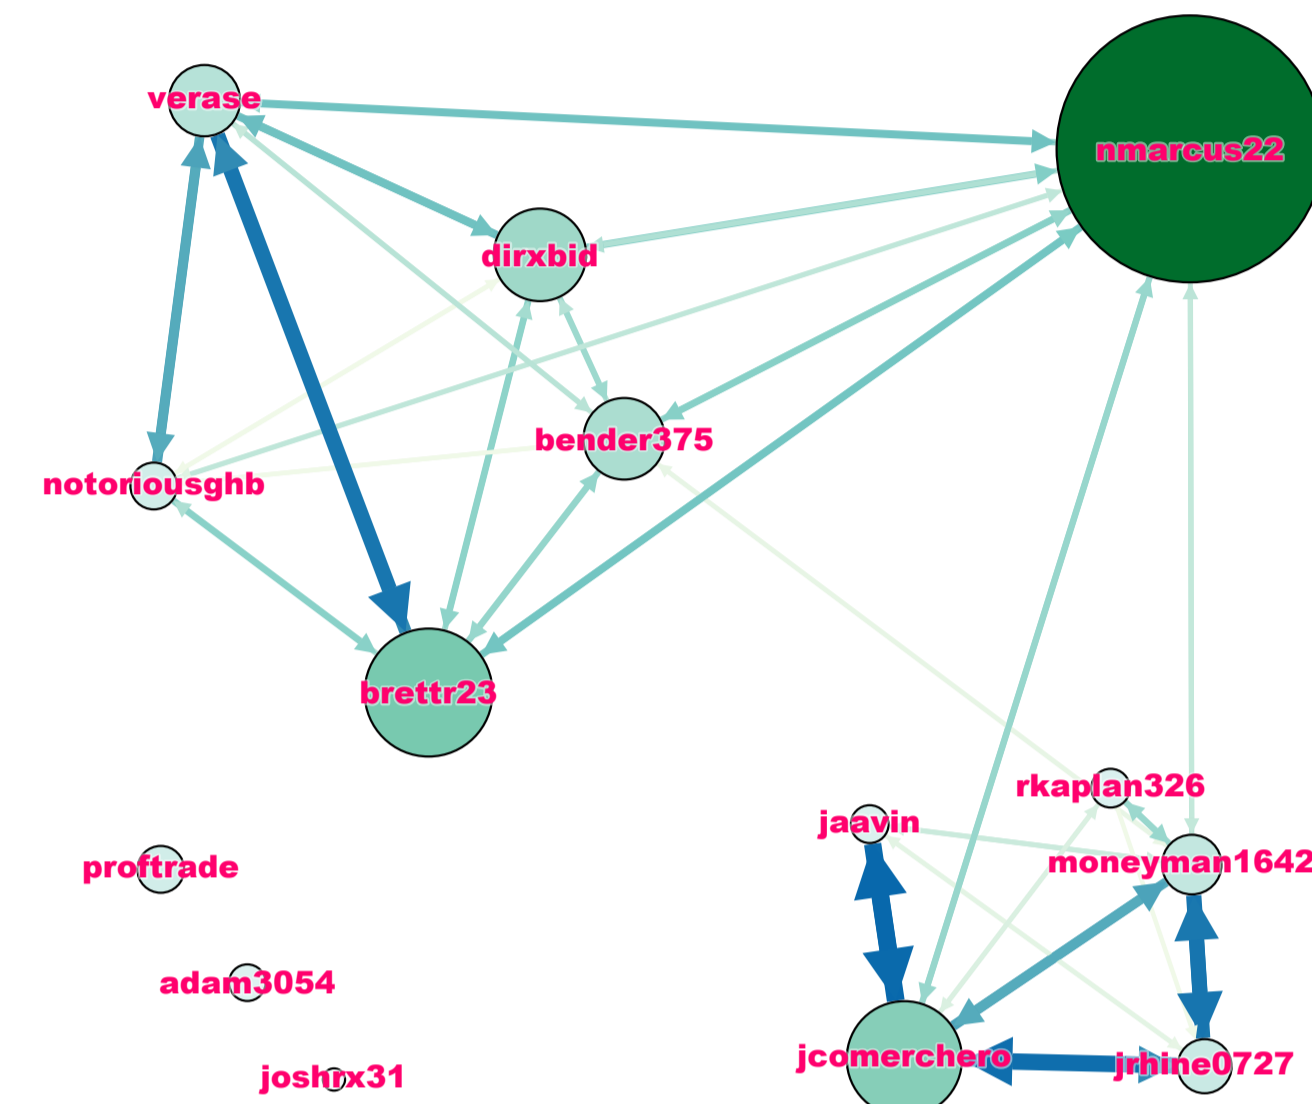 verase
nmarcus22
dirxbid
bender375
notoriousghb
brettr23
rkaplan326
jaavin
moneyman1642
proftrade
adam3054
jcomerchero
jrhine0727
joshrx31